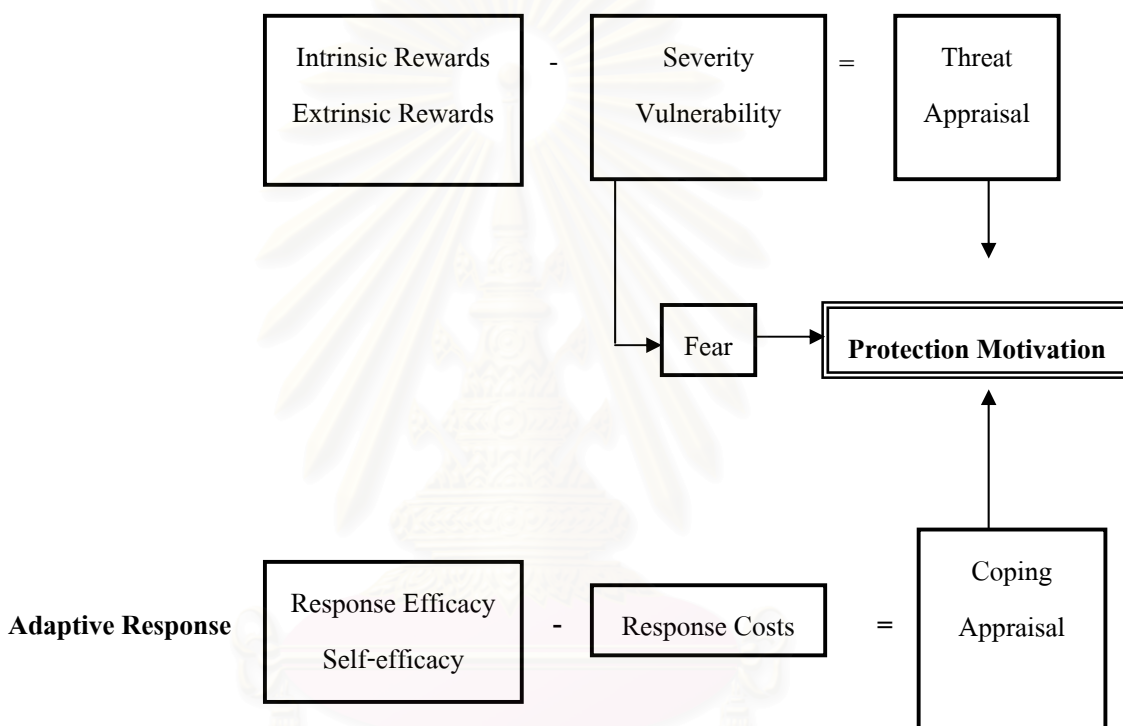 Intrinsic Rewards - Severity = Threat
Extrinsic Rewards Vulnerability Appraisal
Fear Protection Motivation
Coping
Response Efficacy
Adaptive Response - Response Costs = Appraisal
Self-efficacy